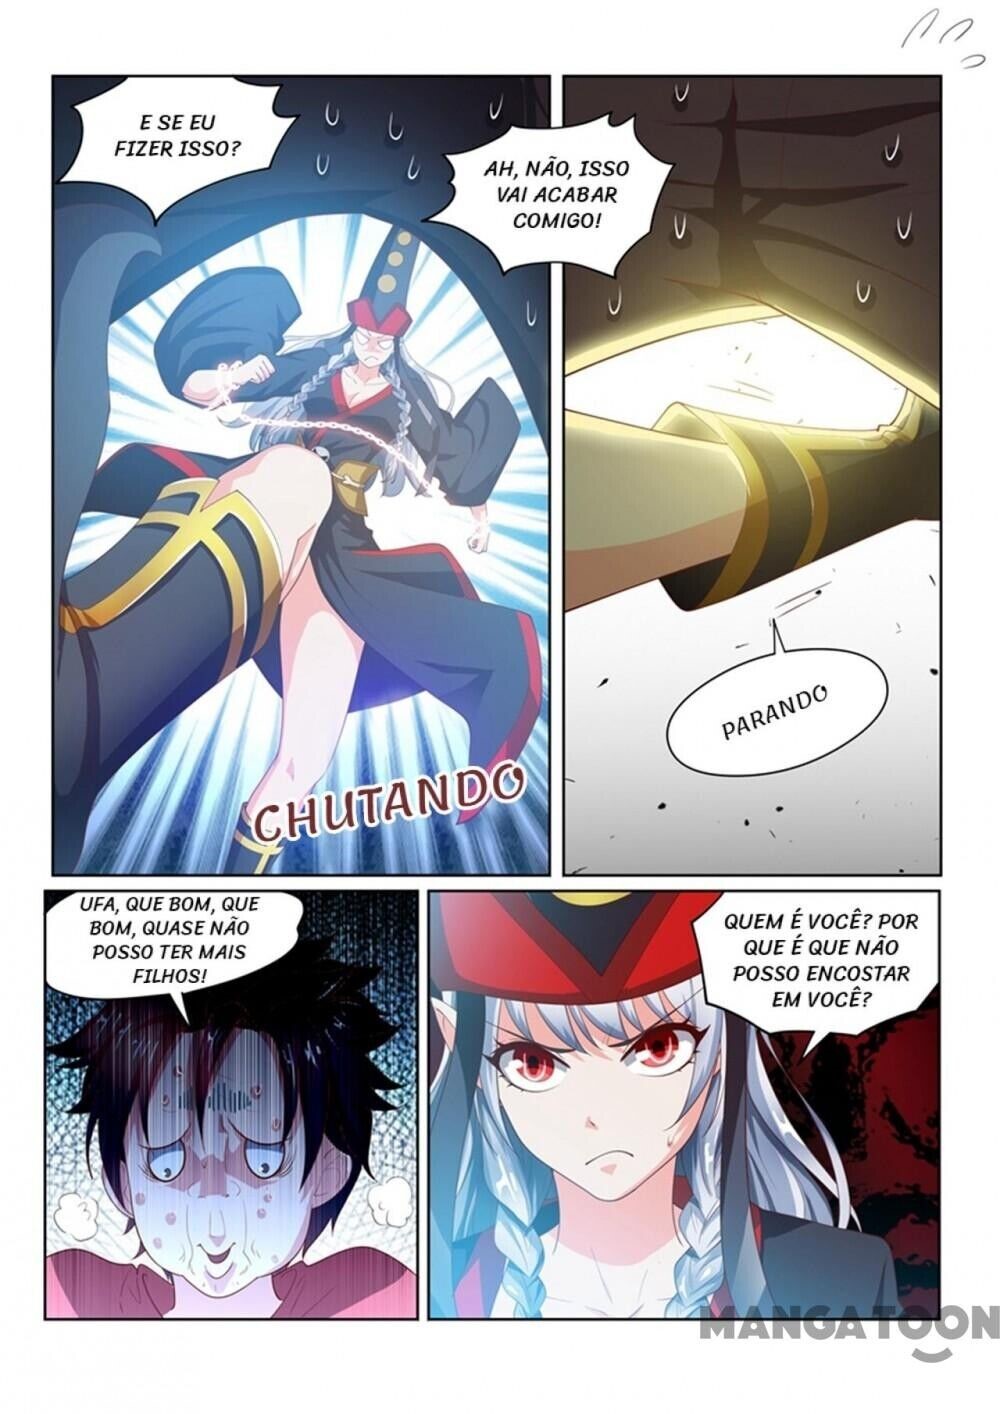 E SE EU
FIZER ISSO?
AH, NÃO, ISSO
VAI ACABAR
COMIGO!
PARANDO
CHUTANDO
UFA, QUE BOM, QUE
BOM, QUASE NÃO
POSSO TER MAIS
FILHOS!
QUEM É VOCÊ? POR
QUE É QUE NÃO
POSSO ENCOSTAR
EM VOCÊ?
MANGATOON